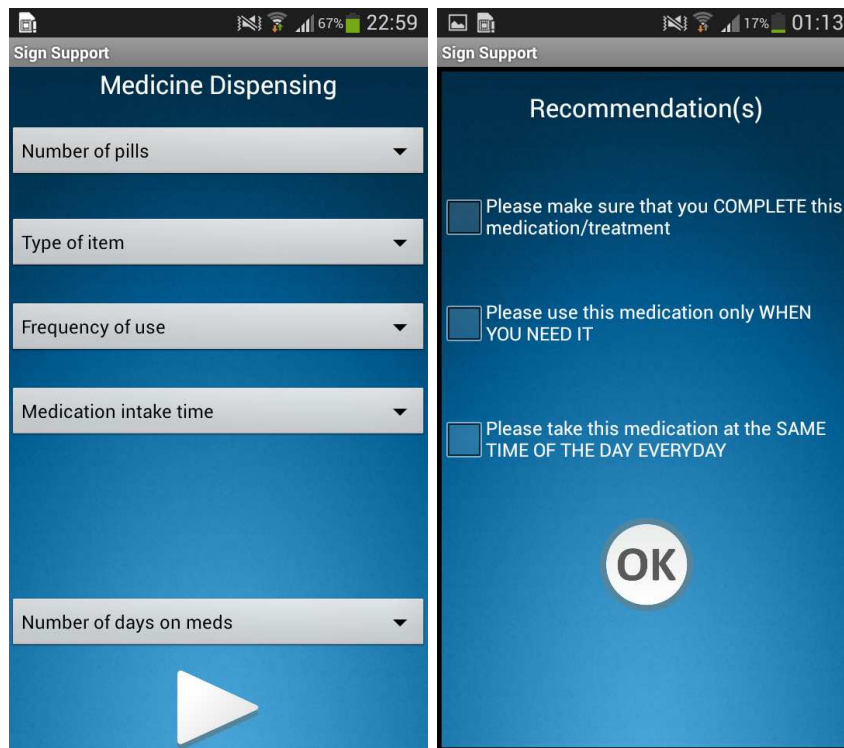 67% 22:59
Sign Support
Medicine Dispensing
Number of pills
Type of item
Frequency of use
Medication intake time
Number of days on meds
17% 01:13
Sign Support
Recommendation(s)
Please make sure that you COMPLETE this
medication/treatment
Please use this medication only WHEN
YOU NEED IT
Please take this medication at the SAME
TIME OF THE DAY EVERYDAY
OK